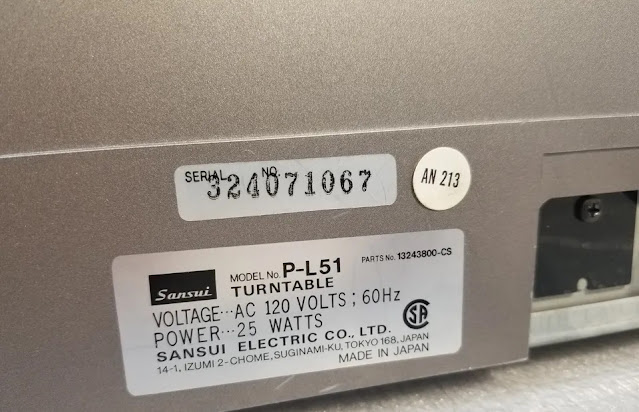 SERIAL NO.
324071067
AN 213
Sansui
MODEL No. P-L51
PARTS No. 13243800-CS
TURNTABLE
VOLTAGE···AC 120 VOLTS ; 60Hz
POWER···25 WATTS
SANSUI ELECTRIC CO., LTD.
14-1, IZUMI 2-CHOME, SUGINAMI-KU, TOKYO 168, JAPAN
MADE IN JAPAN
SA